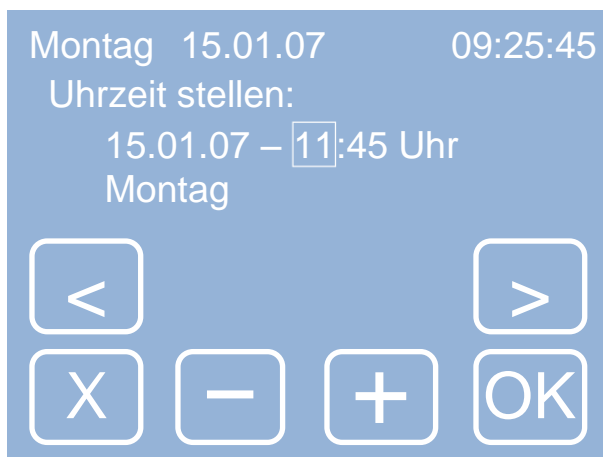 Montag 15.01.07 09:25:45
Uhrzeit stellen:
15.01.07 – 11:45 Uhr
Montag
< >
X − + OK